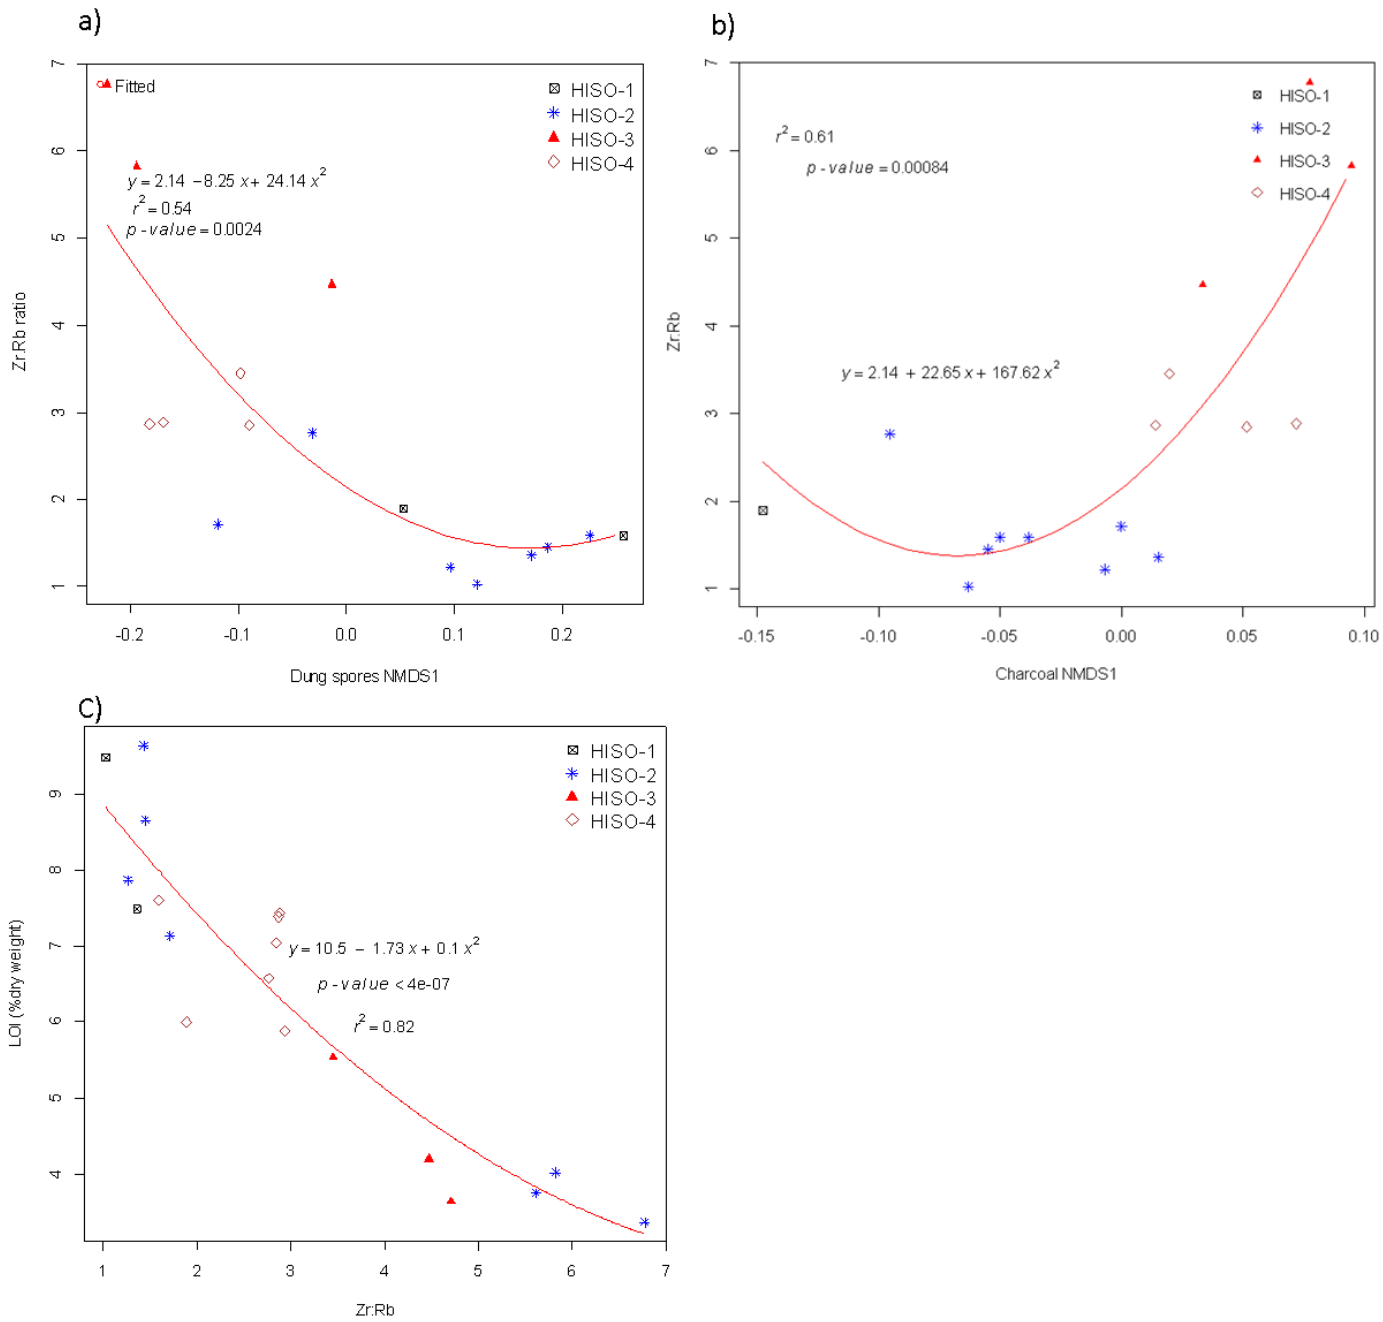 a)
Fitted
HISO-1
HISO-2
HISO-3
HISO-4
y = 2.14 −8.25 x + 24.14 x²
r² = 0.54
p - value = 0.0024
7
6
5
4
3
2
1
Zr:Rb ratio
-0.2 -0.1 0.0 0.1 0.2
Dung spores NMDS1
b)
HISO-1
HISO-2
HISO-3
HISO-4
r² = 0.61
p - value = 0.00084
y = 2.14 + 22.65 x + 167.62 x²
7
6
5
4
3
2
1
Zr:Rb
-0.15 -0.10 -0.05 0.00 0.05 0.10
Charcoal NMDS1
C)
HISO-1
HISO-2
HISO-3
HISO-4
y = 10.5 − 1.73 x + 0.1 x²
p - value < 4e-07
r² = 0.82
9
8
7
6
5
4
LOI (%dry weight)
1 2 3 4 5 6 7
Zr:Rb